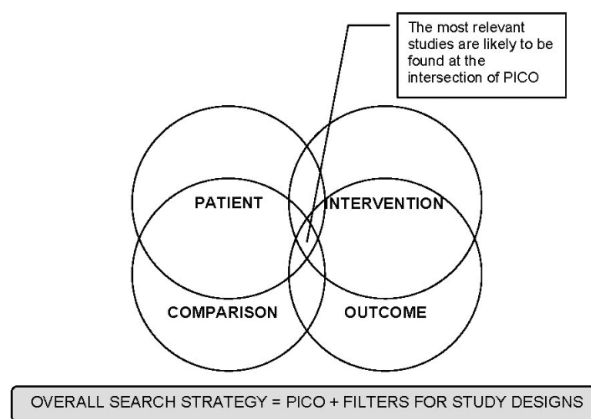 The most relevant
studies are likely to be
found at the
intersection of PICO
PATIENT
INTERVENTION
COMPARISON
OUTCOME
OVERALL SEARCH STRATEGY = PICO + FILTERS FOR STUDY DESIGNS